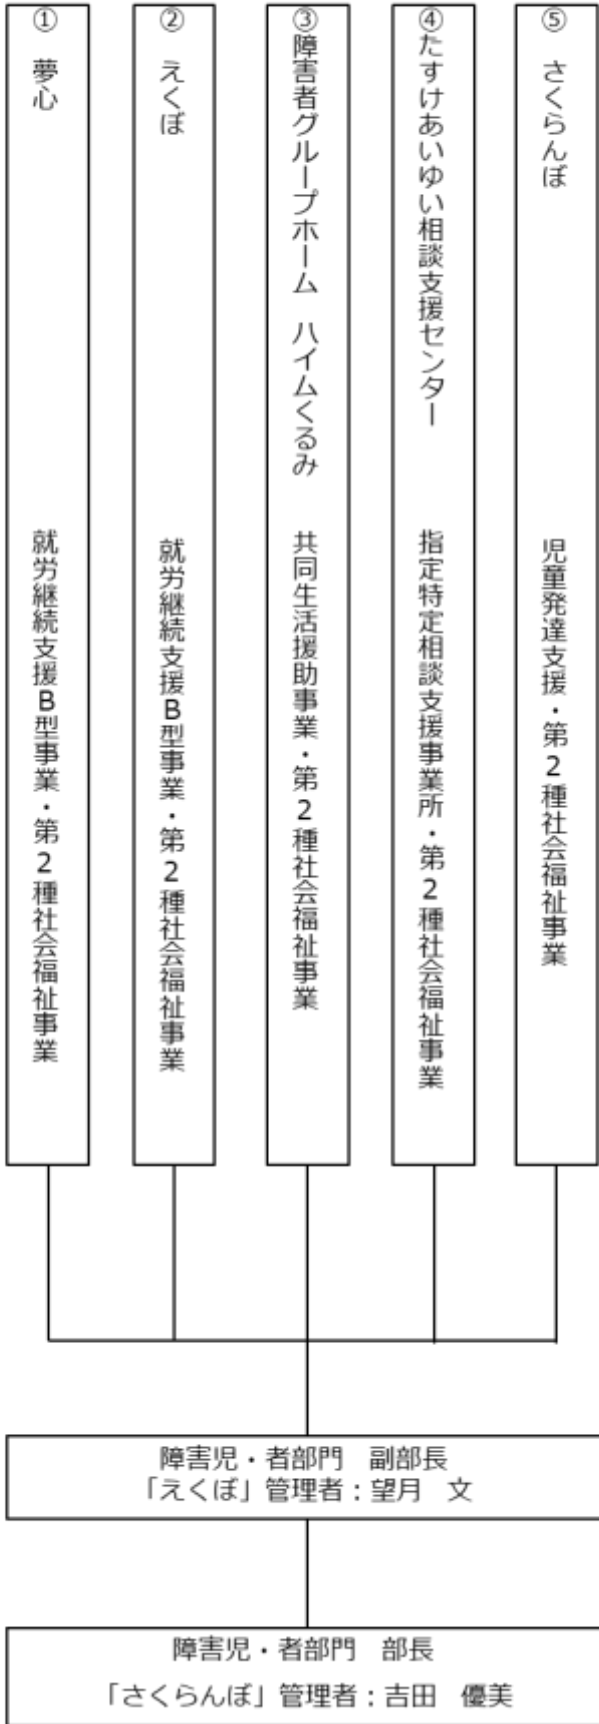 ① 夢心 就労継続支援B型事業・第2種社会福祉事業
② えくぼ 就労継続支援B型事業・第2種社会福祉事業
③障害者グループホーム ハイムくるみ 共同生活援助事業・第2種社会福祉事業
④たすけあいゆい相談支援センター 指定特定相談支援事業所・第2種社会福祉事業
⑤ さくらんぼ 児童発達支援・第2種社会福祉事業
障害児・者部門 副部長
「えくぼ」管理者：望月 文
障害児・者部門 部長
「さくらんぼ」管理者：吉田 優美